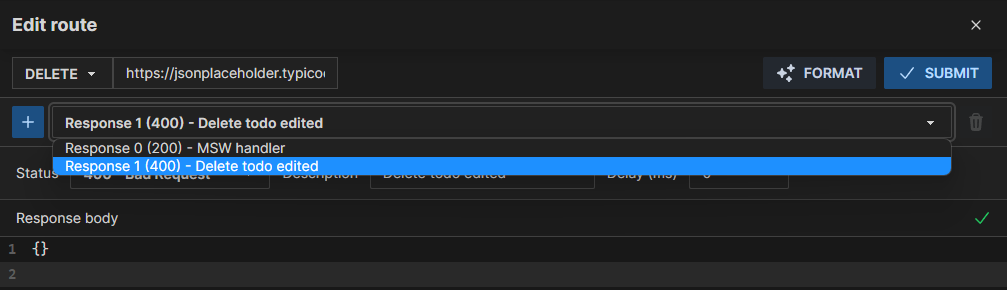 Edit route
DELETE https://jsonplaceholder.typico FORMAT SUBMIT
Response 1 (400) - Delete todo edited
Response 0 (200) - MSW handler
Response 1 (400) - Delete todo edited
Status 400 - Bad Request Description Delete todo edited Delay (ms) 0
Response body
1 {}
2